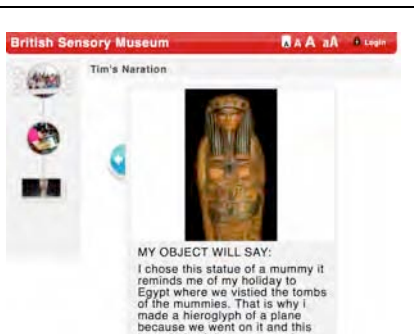 British Sensory Museum
A A A aA Login
Tim's Naration
MY OBJECT WILL SAY:
I chose this statue of a mummy it
reminds me of my holiday to
Egypt where we vistied the tombs
of the mummies. That is why i
made a hieroglyph of a plane
because we went on it and this